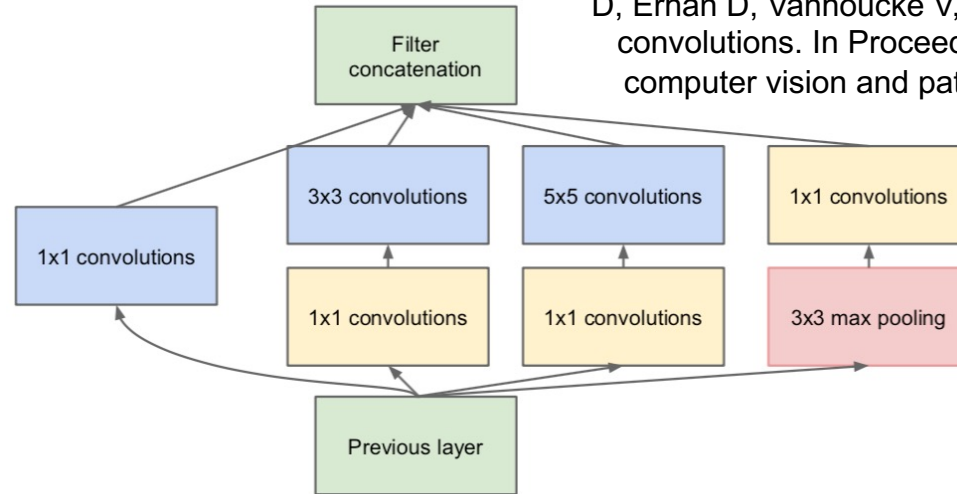 D, Erhan D, Vanhoucke V,
convolutions. In Proceed
computer vision and pat
Filter
concatenation
3x3 convolutions
5x5 convolutions
1x1 convolutions
1x1 convolutions
1x1 convolutions
1x1 convolutions
3x3 max pooling
Previous layer